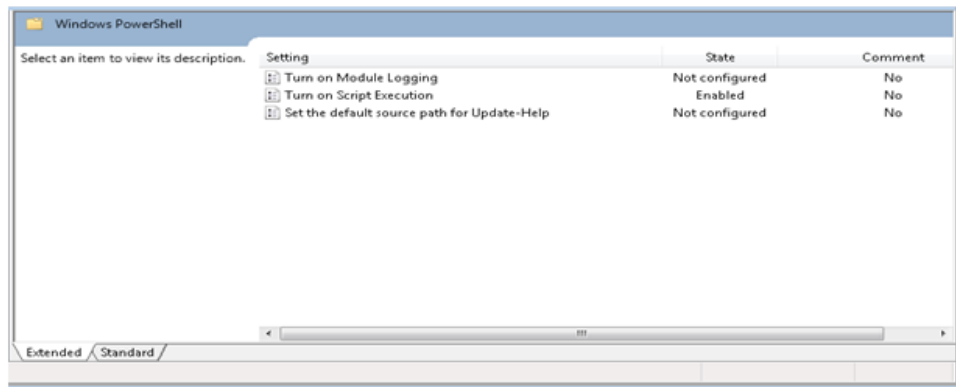 Windows PowerShell
Select an item to view its description.
Setting State Comment
Turn on Module Logging Not configured No
Turn on Script Execution Enabled No
Set the default source path for Update-Help Not configured No
Extended Standard